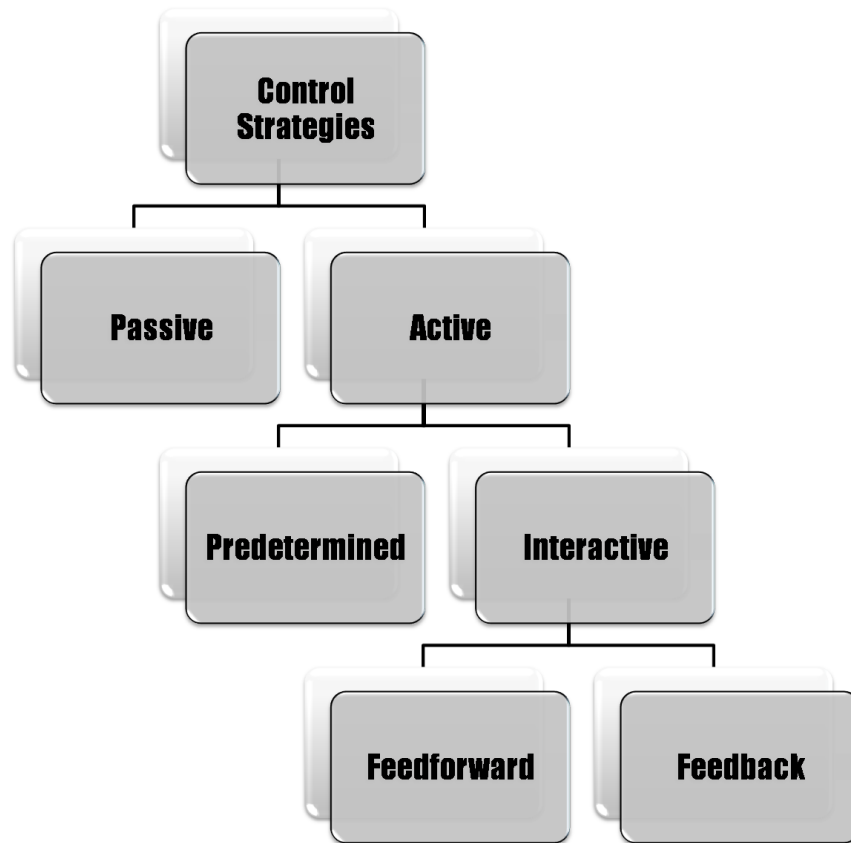 Control
Strategies
Passive
Active
Predetermined
Interactive
Feedforward
Feedback